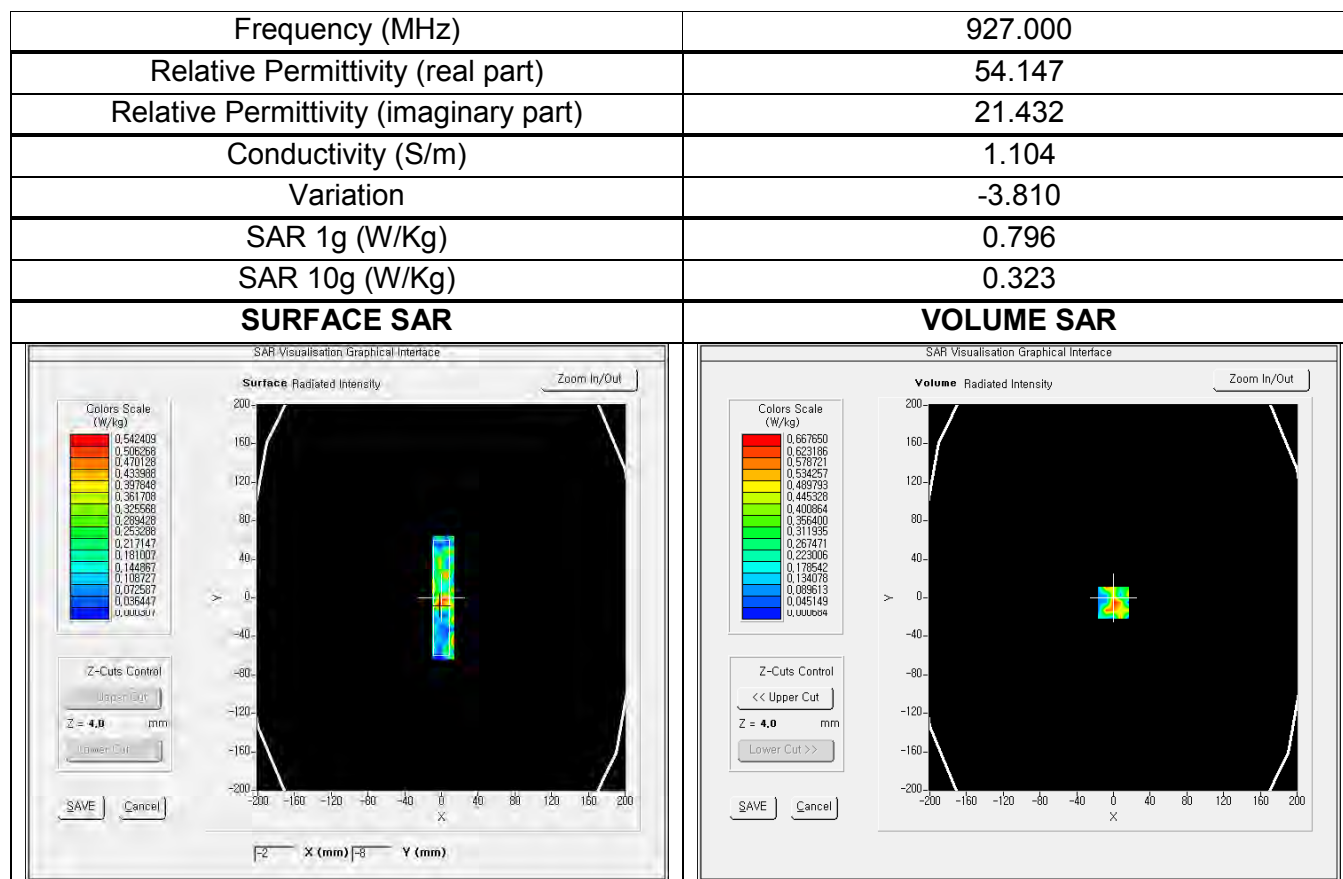 Frequency (MHz) 927.000
Relative Permittivity (real part) 54.147
Relative Permittivity (imaginary part) 21.432
Conductivity (S/m) 1.104
Variation -3.810
SAR 1g (W/Kg) 0.796
SAR 10g (W/Kg) 0.323
SURFACE SAR VOLUME SAR
SAR Visualisation Graphical Interface
Surface Radiated Intensity
Zoom In/Out
Colors Scale
(W/kg)
0.542409
0.506268
0.470128
0.433988
0.397848
0.361708
0.325568
0.289428
0.253288
0.217147
0.181007
0.144867
0.108727
0.072587
0.036447
0.000307
Z-Cuts Control
Upper Cut
Z = 4.0 mm
Lower Cut
SAVE Cancel
Y
200
160
120
80
40
0
-40
-80
-120
-160
-200
-200 -160 -120 -80 -40 0 40 80 120 160 200
X
-2 X (mm) -8 Y (mm)
SAR Visualisation Graphical Interface
Volume Radiated Intensity
Zoom In/Out
Colors Scale
(W/kg)
0.667650
0.623186
0.578721
0.534257
0.489793
0.445328
0.400864
0.356400
0.311935
0.267471
0.223006
0.178542
0.134078
0.089613
0.045149
0.000684
Z-Cuts Control
<< Upper Cut
Z = 4.0 mm
Lower Cut >>
SAVE Cancel
Y
200
160
120
80
40
0
-40
-80
-120
-160
-200
-200 -160 -120 -80 -40 0 40 80 120 160 200
X